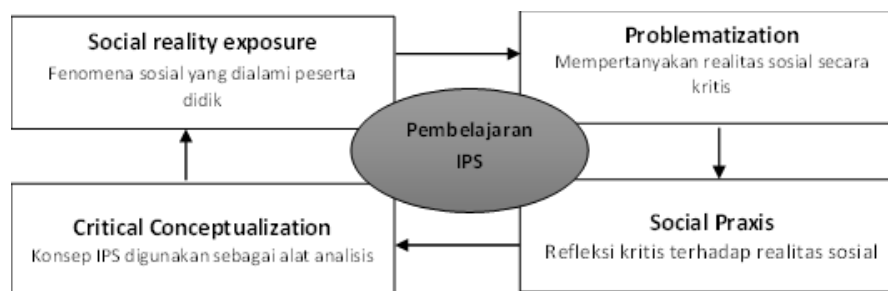 Social reality exposure
Fenomena sosial yang dialami peserta
didik
Problematization
Mempertanyakan realitas sosial secara
kritis
Pembelajaran
IPS
Critical Conceptualization
Konsep IPS digunakan sebagai alat analisis
Social Praxis
Refleksi kritis terhadap realitas sosial